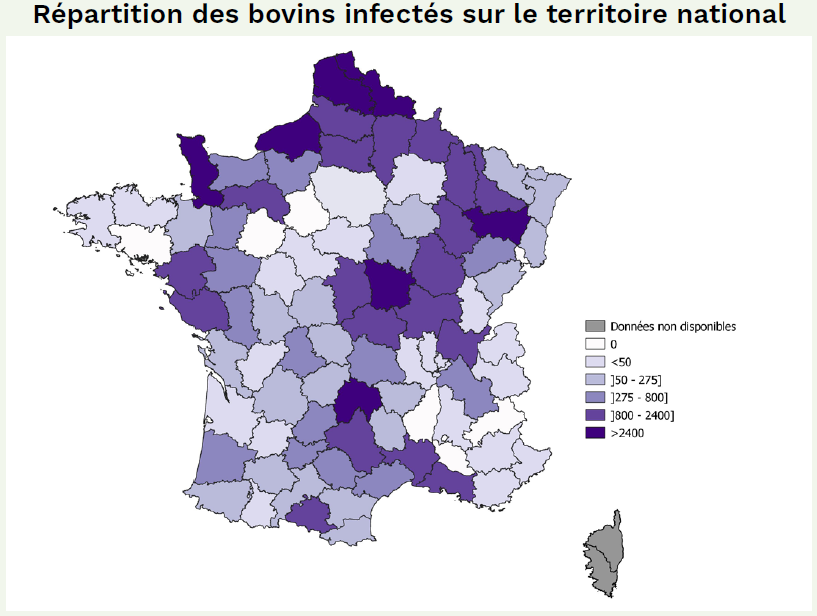 Répartition des bovins infectés sur le territoire national
Données non disponibles
0
<50
]50 - 275]
]275 - 800]
]800 - 2400]
>2400